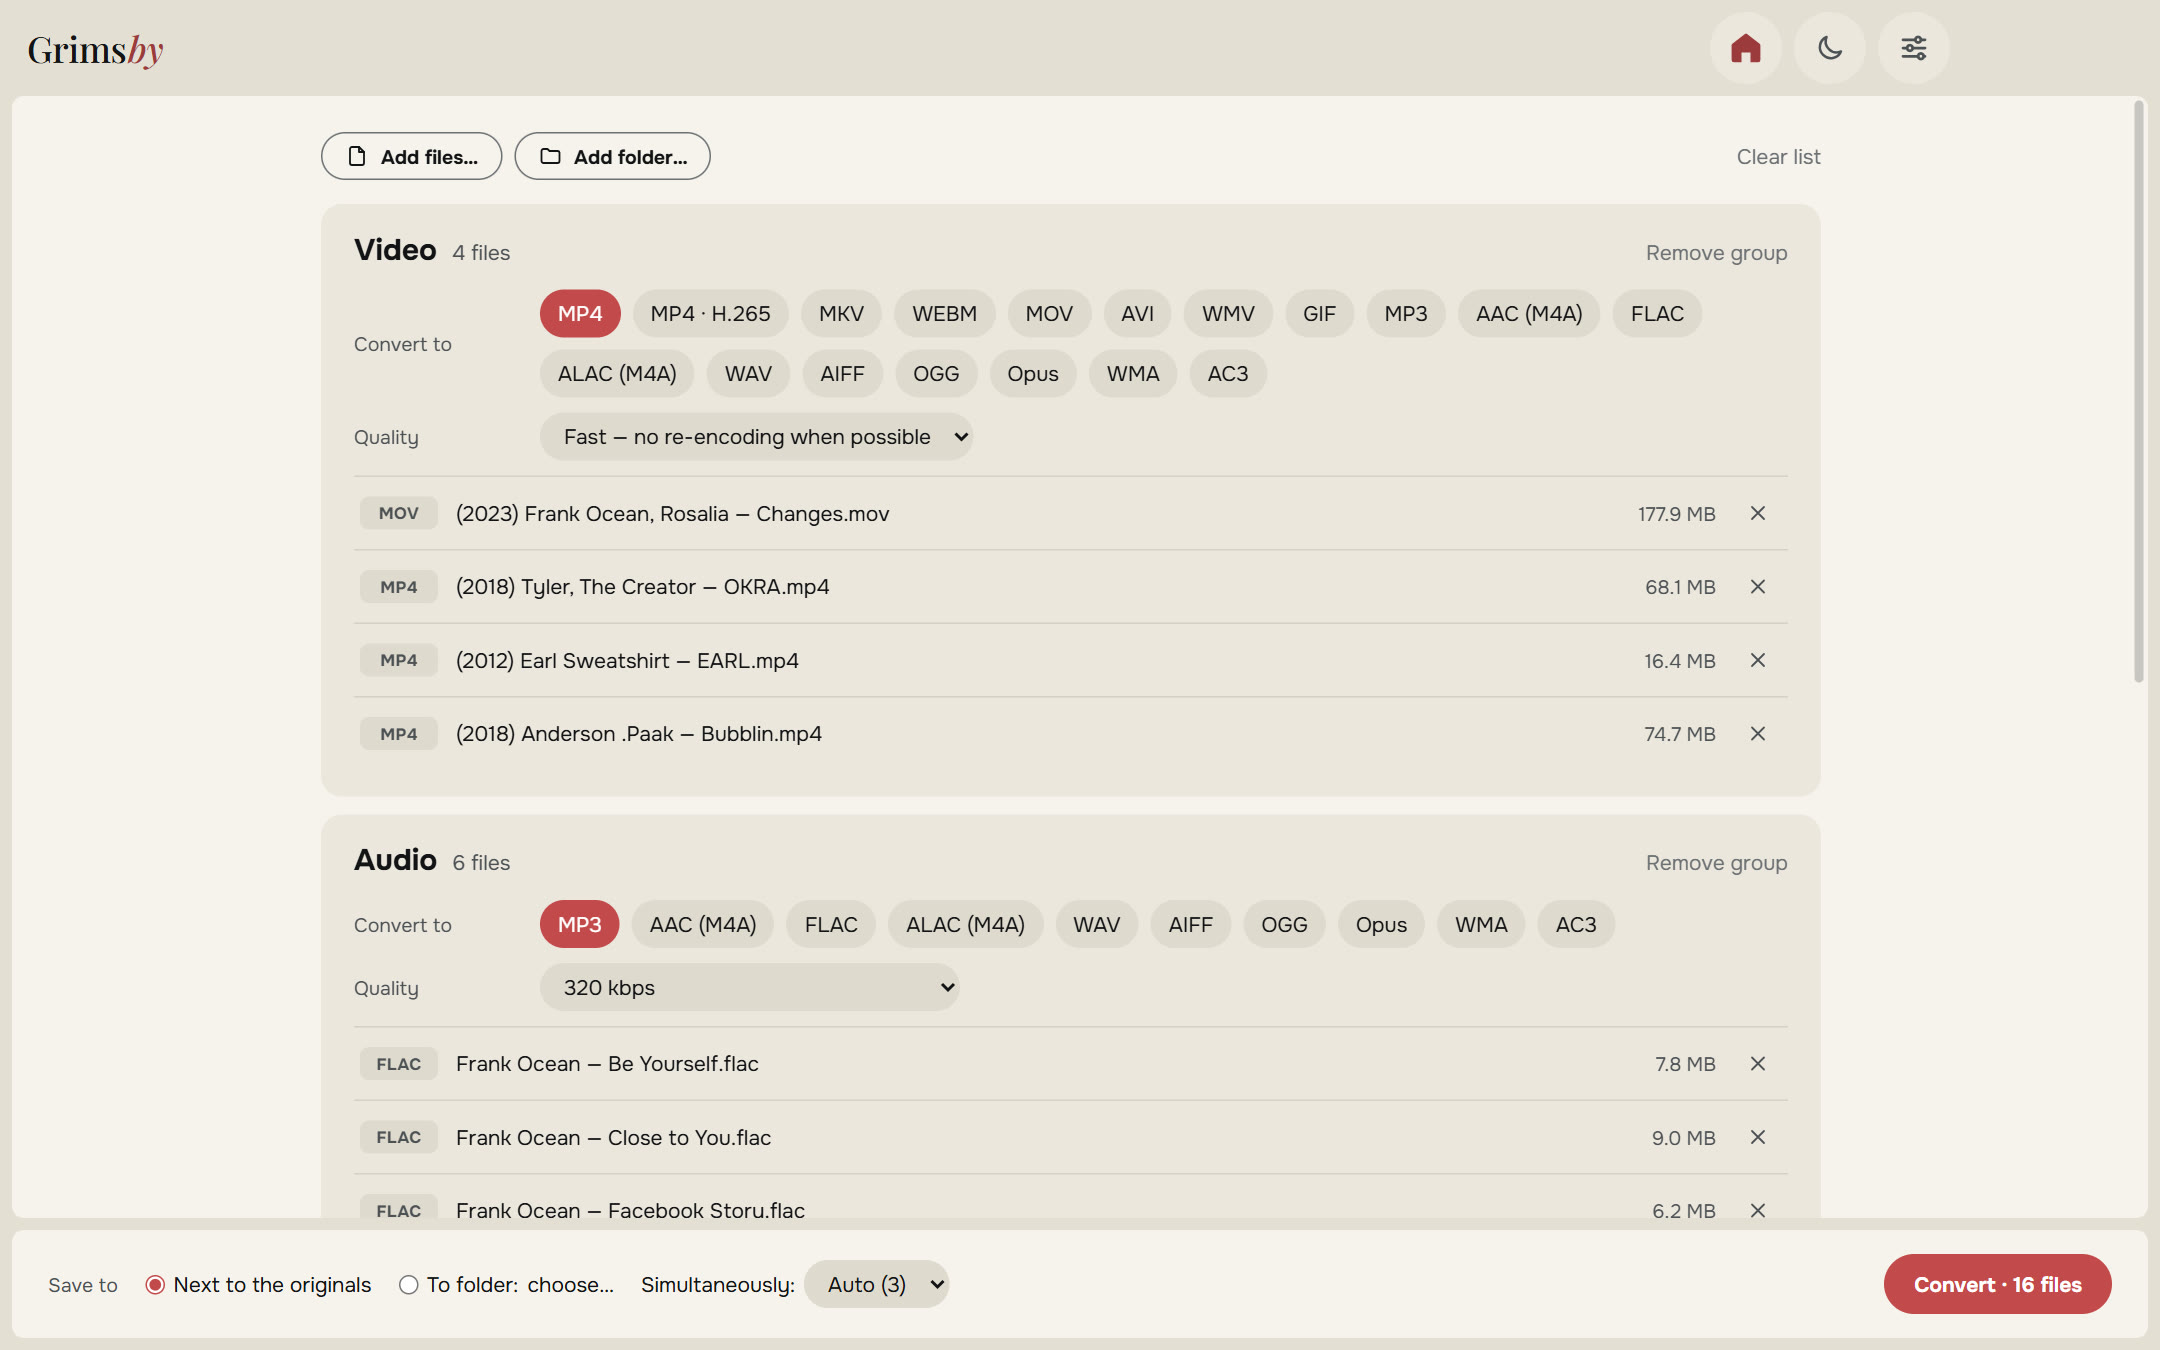 Grimsby
Add files...
Add folder...
Clear list
Video 4 files
Remove group
Convert to
MP4 MP4 · H.265 MKV WEBM MOV AVI WMV GIF MP3 AAC (M4A) FLAC
ALAC (M4A) WAV AIFF OGG Opus WMA AC3
Quality Fast – no re-encoding when possible
MOV (2023) Frank Ocean, Rosalia – Changes.mov 177.9 MB
MP4 (2018) Tyler, The Creator – OKRA.mp4 68.1 MB
MP4 (2012) Earl Sweatshirt – EARL.mp4 16.4 MB
MP4 (2018) Anderson .Paak – Bubblin.mp4 74.7 MB
Audio 6 files
Remove group
Convert to MP3 AAC (M4A) FLAC ALAC (M4A) WAV AIFF OGG Opus WMA AC3
Quality 320 kbps
FLAC Frank Ocean – Be Yourself.flac 7.8 MB
FLAC Frank Ocean – Close to You.flac 9.0 MB
FLAC Frank Ocean – Facebook Story.flac 6.2 MB
Save to Next to the originals To folder: choose... Simultaneously: Auto (3)
Convert · 16 files